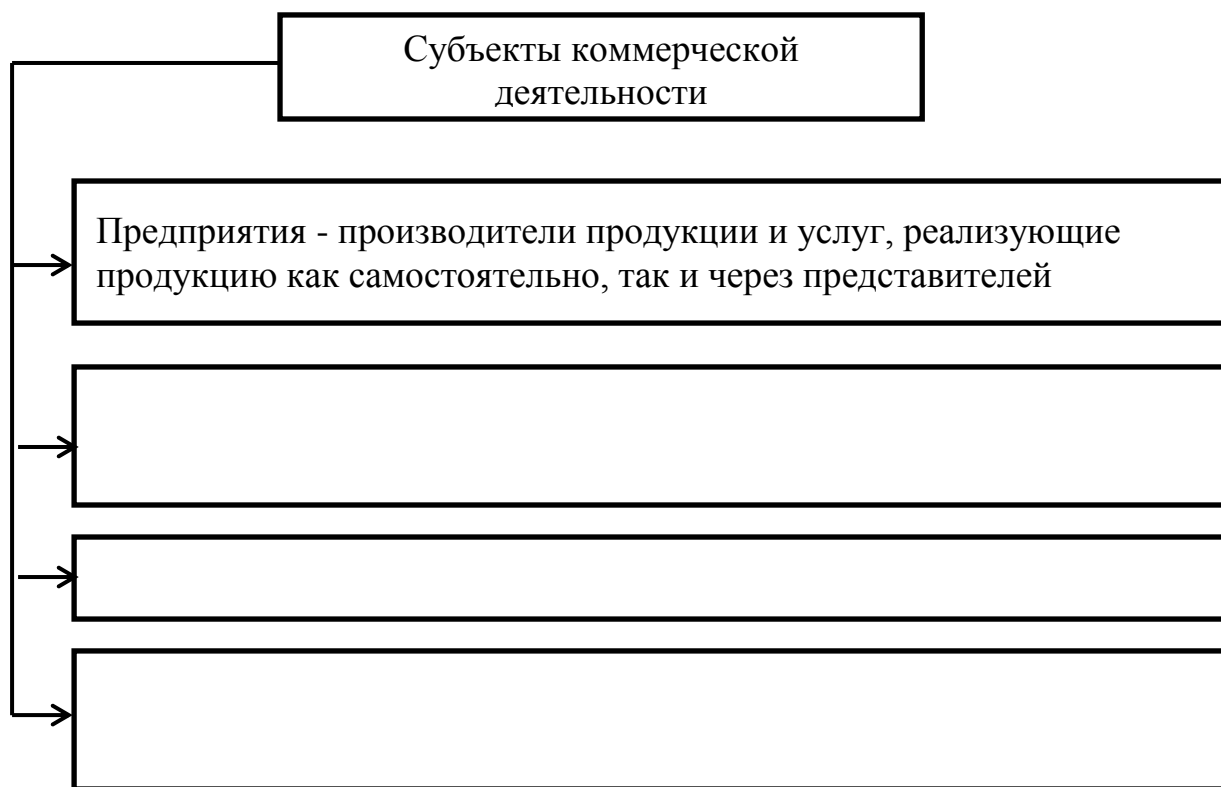 Субъекты коммерческой
деятельности
Предприятия - производители продукции и услуг, реализующие
продукцию как самостоятельно, так и через представителей